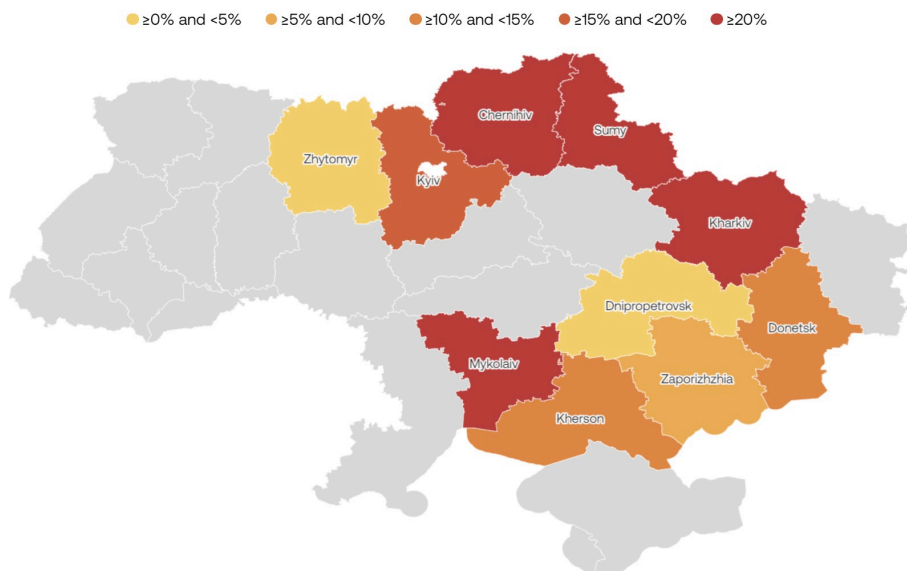 ≥0% and <5% ≥5% and <10% ≥10% and <15% ≥15% and <20% ≥20%
Chernihiv
Sumy
Zhytomyr
Kyiv
Kharkiv
Dnipropetrovsk
Donetsk
Mykolaiv
Zaporizhzhia
Kherson